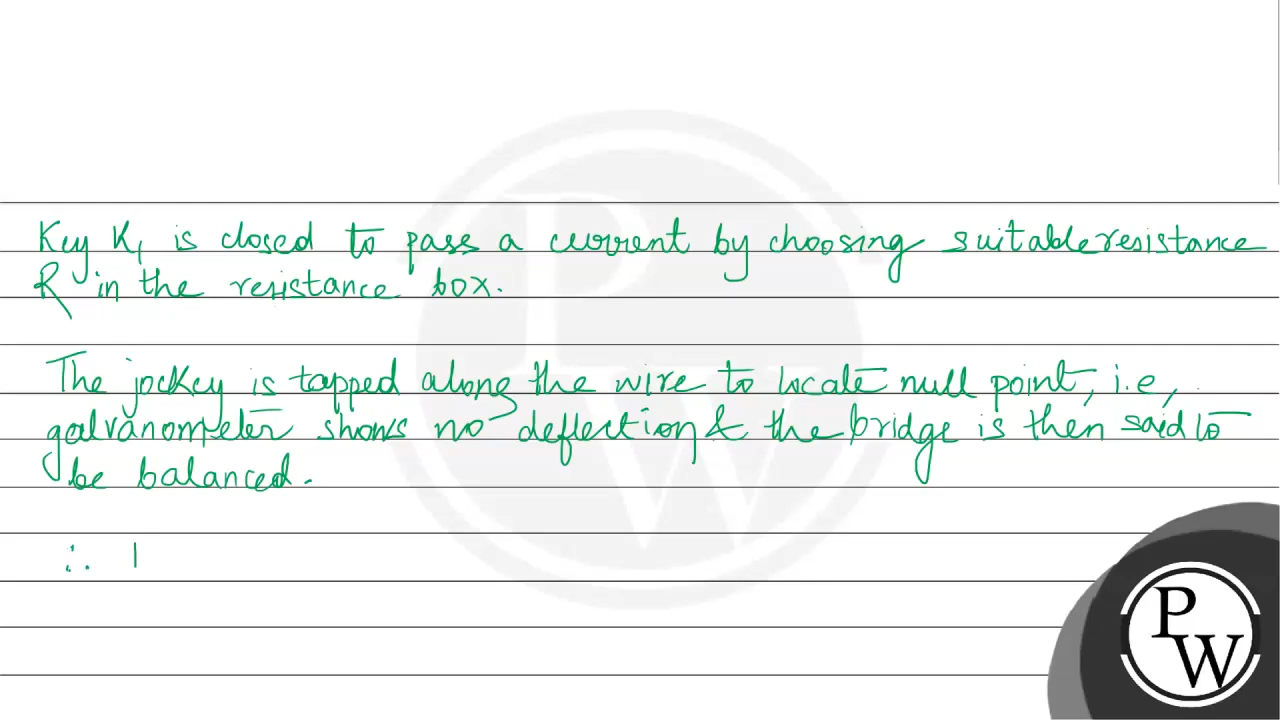 Key K₁ is closed to pass a current by choosing suitable resistance
R in the resistance box.
The jockey is tapped along the wire to locate null point, i.e,
galvanometer shows no deflection & the bridge is then said to
be balanced.
∴
PW
PW